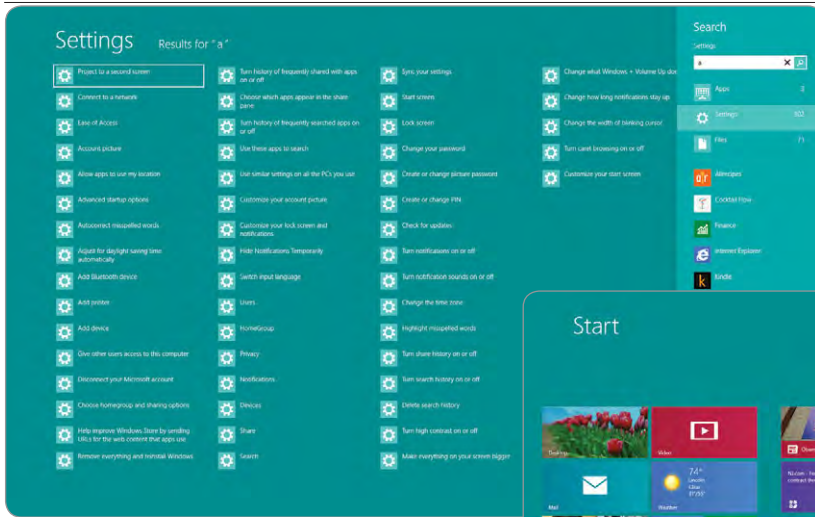 Settings Results for "a"
Project to a second screen
Connect to a network
Ease of Access
Account picture
Allow apps to use my location
Advanced startup options
Autocorrect misspelled words
Adjust for daylight saving time
automatically
Add Bluetooth device
Add printer
Add device
Give other users access to this computer
Disconnect your Microsoft account
Choose homegroup and sharing options
Help improve Windows Store by sending
URLs for the web content that apps use
Remove everything and reinstall Windows
Turn history of frequently shared with apps
on or off
Choose which apps appear in the share
pane
Turn history of frequently searched apps on
or off
Use these apps to search
Use similar settings on all the PCs you use
Customize your account picture
Customize your lock screen and
notifications
Hide Notifications Temporarily
Switch input language
Users
HomeGroup
Privacy
Notifications
Devices
Share
Search
Sync your settings
Start screen
Lock screen
Change your password
Create or change picture password
Create or change PIN
Check for updates
Turn notifications on or off
Turn notification sounds on or off
Change the time zone
Highlight misspelled words
Turn share history on or off
Turn search history on or off
Delete search history
Turn high contrast on or off
Make everything on your screen bigger
Change what Windows + Volume Up
Change how long notifications stay up
Change the width of blinking cursor
Turn caret browsing on or off
Customize your start screen
Search
Settings
a
Apps
Settings 302
Files 71
Allrecipes
Cocktail Flow
Finance
Internet Explorer
Kindle
Start
Desktop
Video
Mail
74°
Lincoln
Clear
Weather